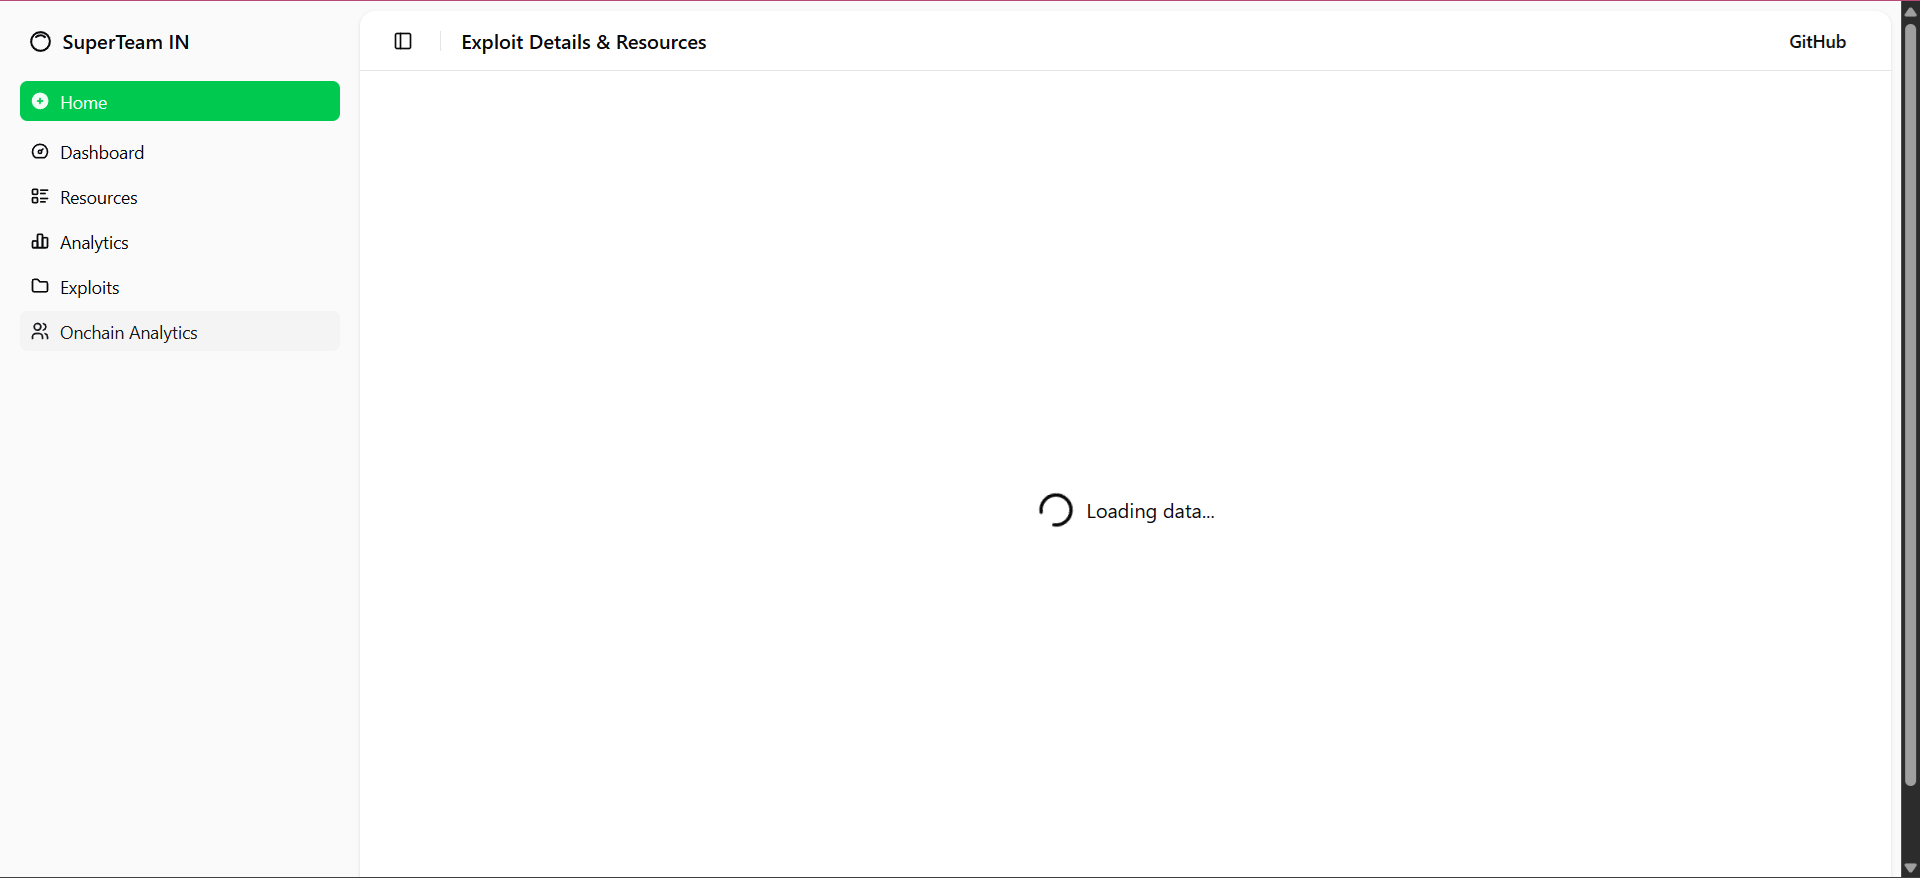 SuperTeam IN
Home
Dashboard
Resources
Analytics
Exploits
Onchain Analytics
Exploit Details & Resources
GitHub
Loading data...